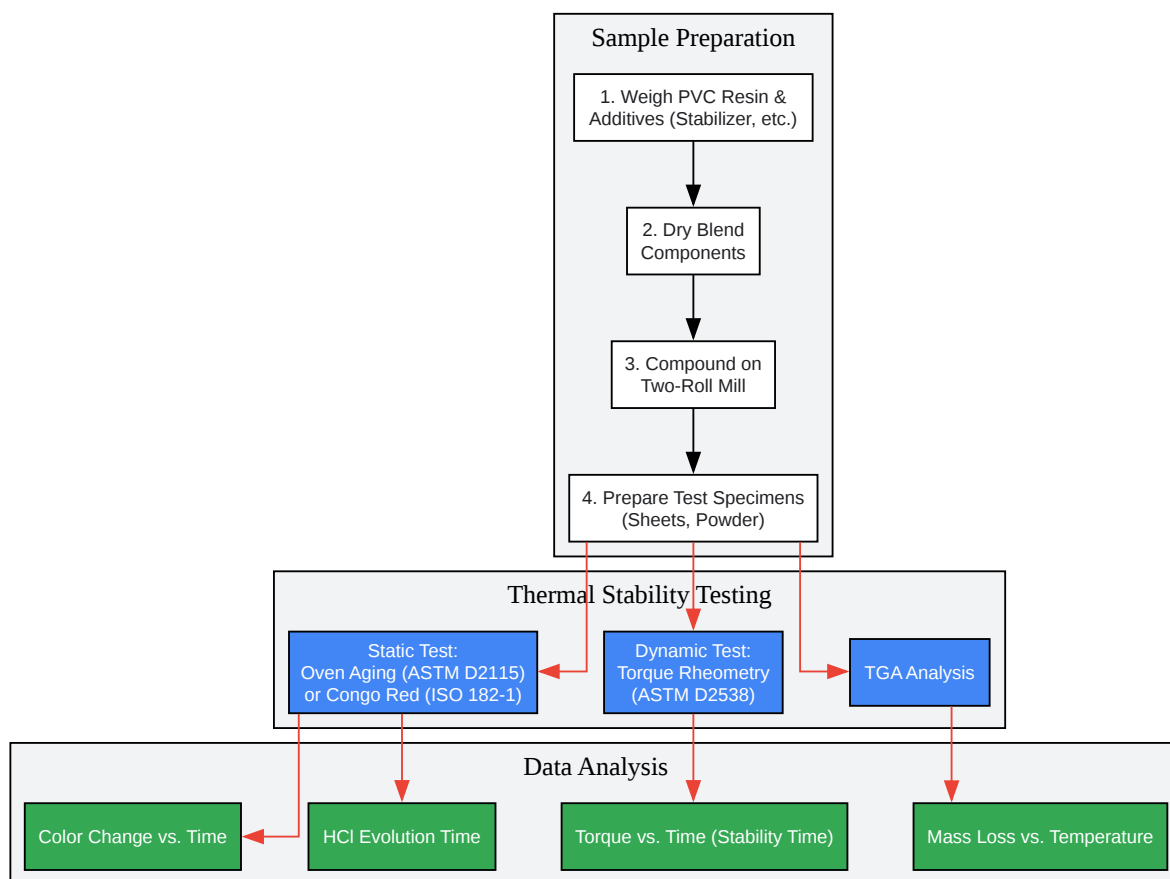 Sample Preparation
1. Weigh PVC Resin &
Additives (Stabilizer, etc.)
2. Dry Blend
Components
3. Compound on
Two-Roll Mill
4. Prepare Test Specimens
(Sheets, Powder)
Thermal Stability Testing
Static Test:
Oven Aging (ASTM D2115)
or Congo Red (ISO 182-1)
Dynamic Test:
Torque Rheometry
(ASTM D2538)
TGA Analysis
Data Analysis
Color Change vs. Time
HCl Evolution Time
Torque vs. Time (Stability Time)
Mass Loss vs. Temperature